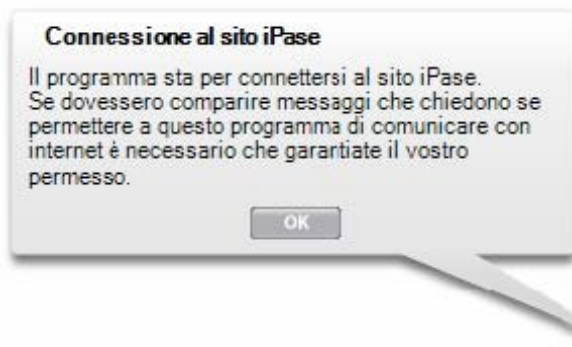 Connessione al sito iPase
Il programma sta per connettersi al sito iPase.
Se dovessero comparire messaggi che chiedono se
permettere a questo programma di comunicare con
internet è necessario che garartiate il vostro
permesso.
OK